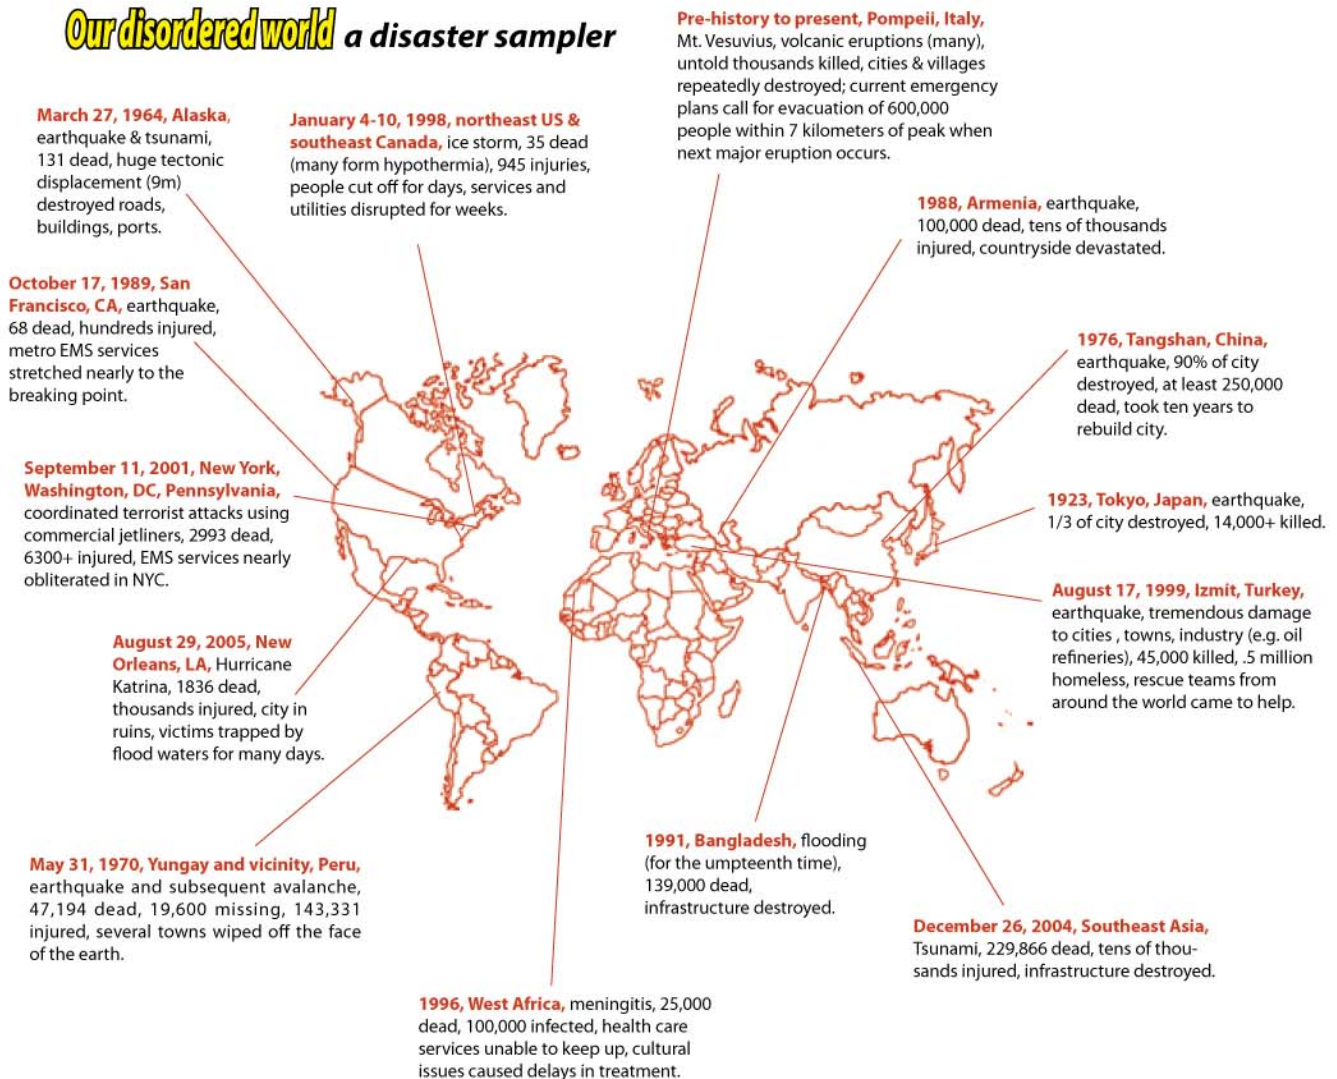 Our disordered world a disaster sampler
Pre-history to present, Pompeii, Italy,
Mt. Vesuvius, volcanic eruptions (many),
untold thousands killed, cities & villages
repeatedly destroyed; current emergency
plans call for evacuation of 600,000
people within 7 kilometers of peak when
next major eruption occurs.
March 27, 1964, Alaska,
earthquake & tsunami,
131 dead, huge tectonic
displacement (9m)
destroyed roads,
buildings, ports.
January 4-10, 1998, northeast US &
southeast Canada, ice storm, 35 dead
(many form hypothermia), 945 injuries,
people cut off for days, services and
utilities disrupted for weeks.
1988, Armenia, earthquake,
100,000 dead, tens of thousands
injured, countryside devastated.
October 17, 1989, San
Francisco, CA, earthquake,
68 dead, hundreds injured,
metro EMS services
stretched nearly to the
breaking point.
1976, Tangshan, China,
earthquake, 90% of city
destroyed, at least 250,000
dead, took ten years to
rebuild city.
September 11, 2001, New York,
Washington, DC, Pennsylvania,
coordinated terrorist attacks using
commercial jetliners, 2993 dead,
6300+ injured, EMS services nearly
obliterated in NYC.
1923, Tokyo, Japan, earthquake,
1/3 of city destroyed, 14,000+ killed.
August 17, 1999, Izmit, Turkey,
earthquake, tremendous damage
to cities , towns, industry (e.g. oil
refineries), 45,000 killed, .5 million
homeless, rescue teams from
around the world came to help.
August 29, 2005, New
Orleans, LA, Hurricane
Katrina, 1836 dead,
thousands injured, city in
ruins, victims trapped by
flood waters for many days.
May 31, 1970, Yungay and vicinity, Peru,
earthquake and subsequent avalanche,
47,194 dead, 19,600 missing, 143,331
injured, several towns wiped off the face
of the earth.
1991, Bangladesh, flooding
(for the umpteenth time),
139,000 dead,
infrastructure destroyed.
December 26, 2004, Southeast Asia,
Tsunami, 229,866 dead, tens of thou-
sands injured, infrastructure destroyed.
1996, West Africa, meningitis, 25,000
dead, 100,000 infected, health care
services unable to keep up, cultural
issues caused delays in treatment.